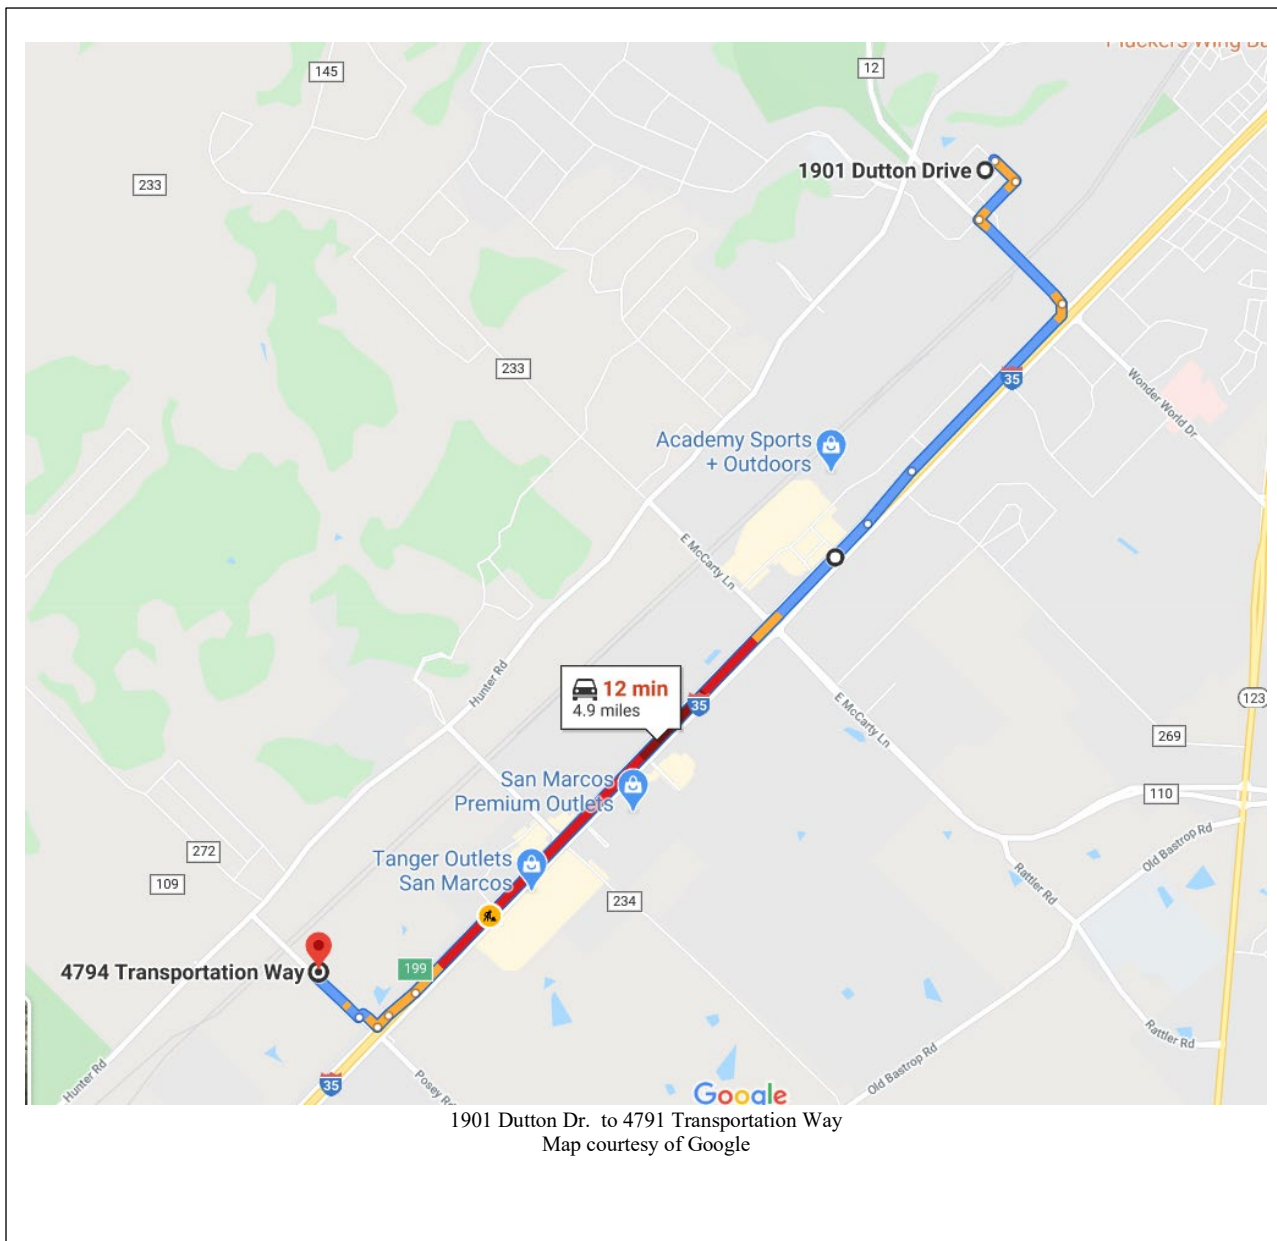 Pluckers Wing Ba
12
145
1901 Dutton Drive
233
35
233
Wonder World Dr
Academy Sports
+ Outdoors
E McCarty Ln
Hunter Rd
12 min
4.9 miles
35
E McCarty Ln
123
269
San Marcos
Premium Outlets
110
Old Bastrop Rd
272
Tanger Outlets
San Marcos
109
Rattler Rd
234
199
4794 Transportation Way
Rattler Rd
Old Bastrop Rd
Hunter Rd
35
Posey Rd
Google
1901 Dutton Dr.  to 4791 Transportation Way
Map courtesy of Google